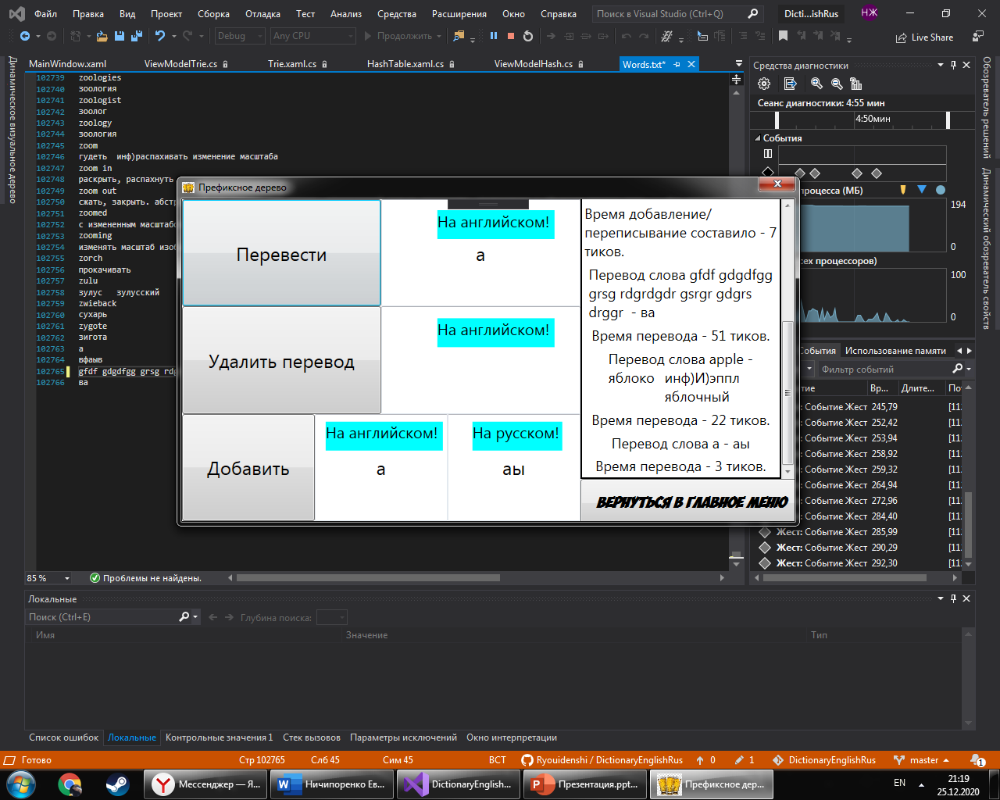 Файл Правка Вид Проект Сборка Отладка Тест Анализ Средства Расширения Окно Справка Поиск в Visual Studio (Ctrl+Q) Dicti...ishRus НЖ
Debug Any CPU Продолжить Live Share
Динамическое визуальное дерево
MainWindow.xaml ViewModelTrie.cs Trie.xaml.cs HashTable.xaml.cs ViewModelHash.cs Words.txt*
102739 zoologies
102740 зоология
102741 zoologist
102742 зоолог
102743 zoology
102744 зоология
102745 zoom
102746 гудеть инф)распахивать изменение масштаба
102747 zoom in
102748 раскрыть, распахнуть
102749 zoom out
102750 сжать, закрыть.
102751 zoomed
102752 с измененным
102753 zooming
102754 изменять масштаб
102755 zorch
102756 прокачивать
102757 zulu
102758 зулус зулусский
102759 zwieback
102760 сухарь
102761 zygote
102762 зигота
102763 а
102764 вфаыв
102765 gfdf gdgdfgg grsg
102766 ва
85 % Проблемы не найдены.
Префиксное дерево
Перевести
На английском!
а
Удалить перевод
На английском!
Добавить
На английском!
а
На русском!
аы
Время добавление/
переписывание составило - 7
тиков.
Перевод слова gfdf gdgdfgg
grsg rdgrdgdr gsrgr gdgrs
drggr - ва
Время перевода - 51 тиков.
Перевод слова apple -
яблоко инф)И)эппл
яблочный
Время перевода - 22 тиков.
Перевод слова а - аы
Время перевода - 3 тиков.
ВЕРНУТЬСЯ В ГЛАВНОЕ МЕНЮ
Средства диагностики
Сеанс диагностики: 4:55 мин
4:50мин
События
процесса (МБ)
194
0
всех процессоров)
100
0
События Использование памяти
Фильтр событий
тие Вр... Длите... По
Событие Жест 245,79 [11
Событие Жест 252,42 [11
Событие Жест 253,94 [11
Событие Жест 258,92 [11
Событие Жест 259,32 [11
Событие Жест 264,94 [11
Событие Жест 272,96 [11
Событие Жест 284,40 [11
Жест: Событие Жест 285,99 [11
Жест: Событие Жест 290,29 [11
Жест: Событие Жест 292,30 [11
Обозреватель решений
Динамический обозреватель свойств
Локальные
Поиск (Ctrl+E) Глубина поиска:
Имя Значение Тип
Список ошибок Локальные Контрольные значения 1 Стек вызовов Параметры исключений Окно интерпретации
Готово Стр 102765 Слб 45 Сим 45 ВСТ Ryouidenshi / DictionaryEnglishRus 0 1 DictionaryEnglishRus master 1
Мессенджер — Я... Ничипоренко Ев... DictionaryEnglish... Презентация.ppt... Префиксное дер... EN 21:19
25.12.2020